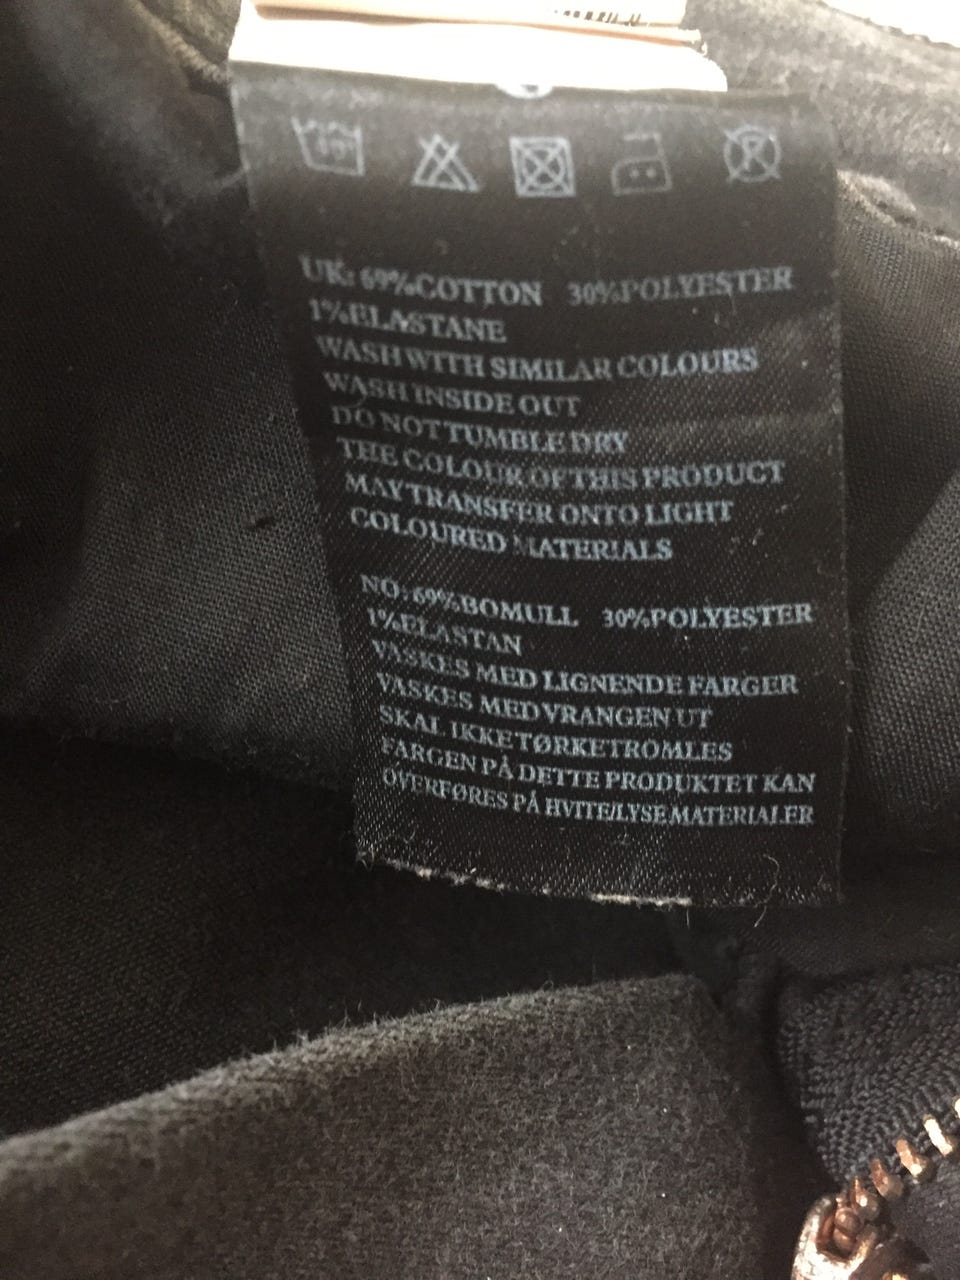 UK: 69%COTTON 30%POLYESTER
1%ELASTANE
WASH WITH SIMILAR COLOURS
WASH INSIDE OUT
DO NOT TUMBLE DRY
THE COLOUR OF THIS PRODUCT
MAY TRANSFER ONTO LIGHT
COLOURED MATERIALS
NO: 69%BOMULL 30%POLYESTER
1%ELASTAN
VASKES MED LIGNENDE FARGER
VASKES MED VRANGEN UT
SKAL IKKE TØRKETROMLES
FARGEN PÅ DETTE PRODUKTET KAN
OVERFØRES PÅ HVITE/LYSE MATERIALER